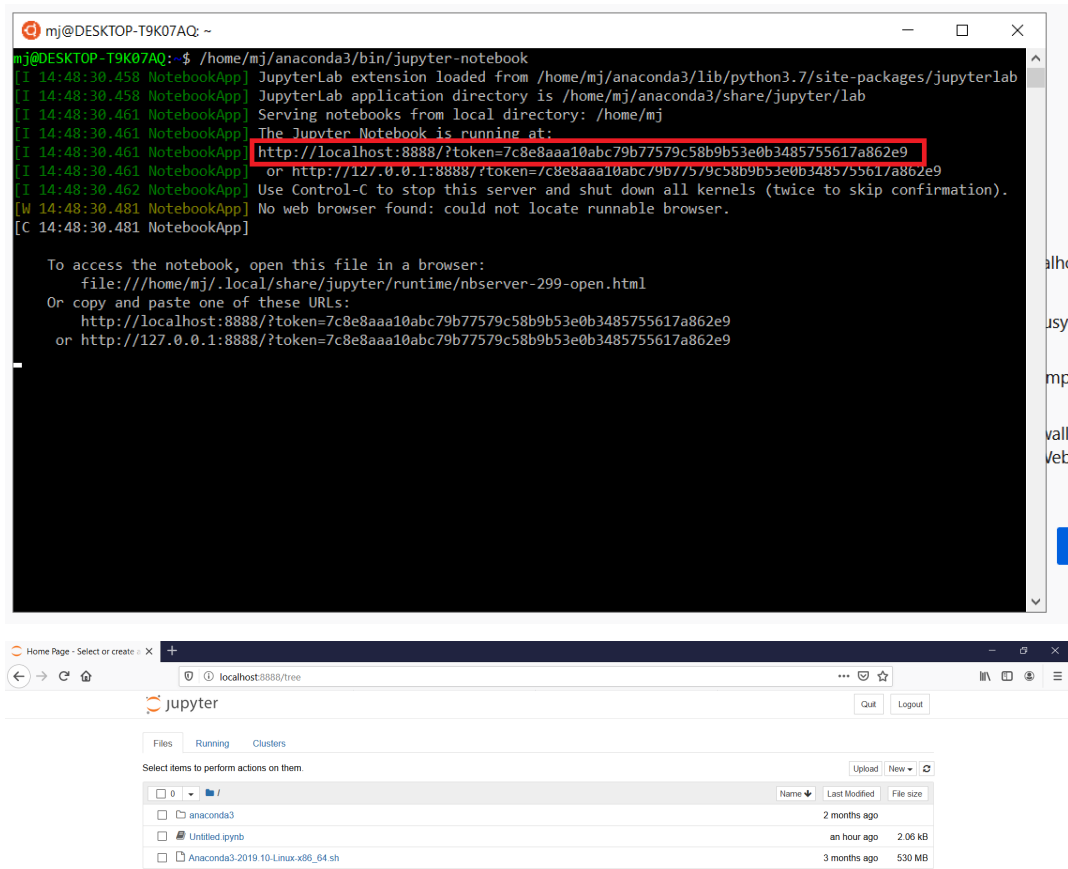 mj@DESKTOP-T9K07AQ: ~
mj@DESKTOP-T9K07AQ:~$ /home/mj/anaconda3/bin/jupyter-notebook
[I 14:48:30.458 NotebookApp] JupyterLab extension loaded from /home/mj/anaconda3/lib/python3.7/site-packages/jupyterlab
[I 14:48:30.458 NotebookApp] JupyterLab application directory is /home/mj/anaconda3/share/jupyter/lab
[I 14:48:30.461 NotebookApp] Serving notebooks from local directory: /home/mj
[I 14:48:30.461 NotebookApp] The Jupyter Notebook is running at:
[I 14:48:30.461 NotebookApp] http://localhost:8888/?token=7c8e8aaa10abc79b77579c58b9b53e0b3485755617a862e9
[I 14:48:30.461 NotebookApp]  or http://127.0.0.1:8888/?token=7c8e8aaa10abc79b77579c58b9b53e0b3485755617a862e9
[I 14:48:30.462 NotebookApp] Use Control-C to stop this server and shut down all kernels (twice to skip confirmation).
[W 14:48:30.481 NotebookApp] No web browser found: could not locate runnable browser.
[C 14:48:30.481 NotebookApp]
To access the notebook, open this file in a browser:
file:///home/mj/.local/share/jupyter/runtime/nbserver-299-open.html
Or copy and paste one of these URLs:
http://localhost:8888/?token=7c8e8aaa10abc79b77579c58b9b53e0b3485755617a862e9
or http://127.0.0.1:8888/?token=7c8e8aaa10abc79b77579c58b9b53e0b3485755617a862e9
Home Page - Select or create
localhost:8888/tree
jupyter Quit Logout
Files Running Clusters
Select items to perform actions on them. Upload New
0 / Name Last Modified File size
anaconda3 2 months ago
Untitled.ipynb an hour ago 2.06 kB
Anaconda3-2019.10-Linux-x86_64.sh 3 months ago 530 MB